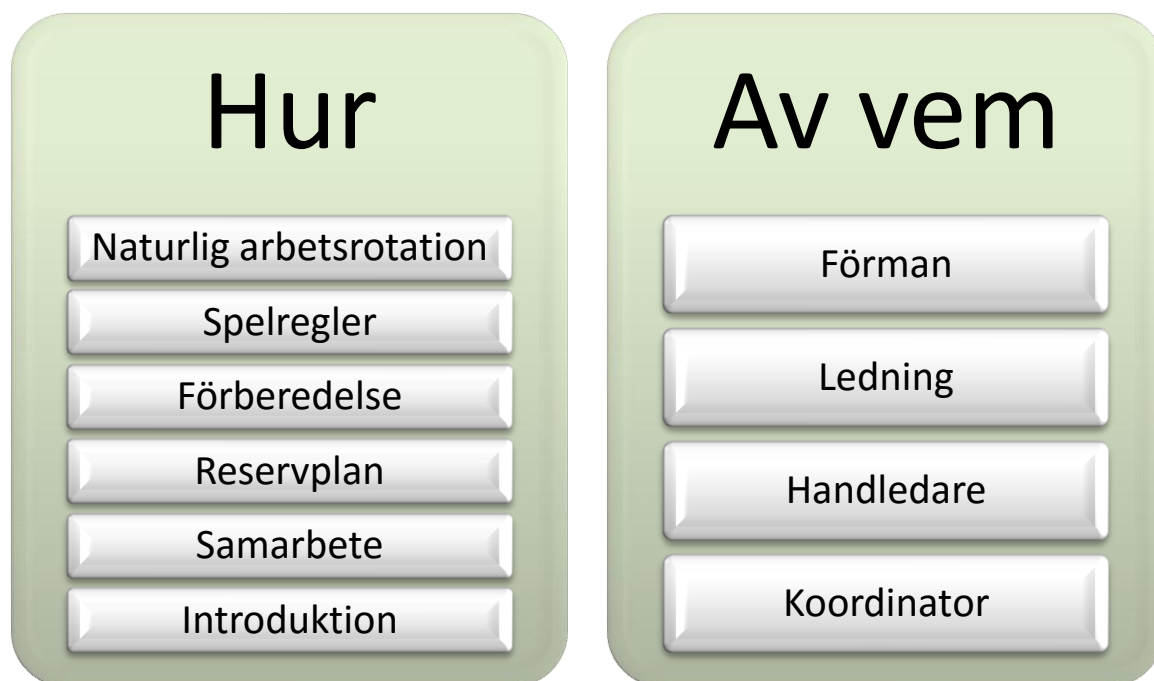 Hur
Naturlig arbetsrotation
Spelregler
Förberedelse
Reservplan
Samarbete
Introduktion
Av vem
Förman
Ledning
Handledare
Koordinator